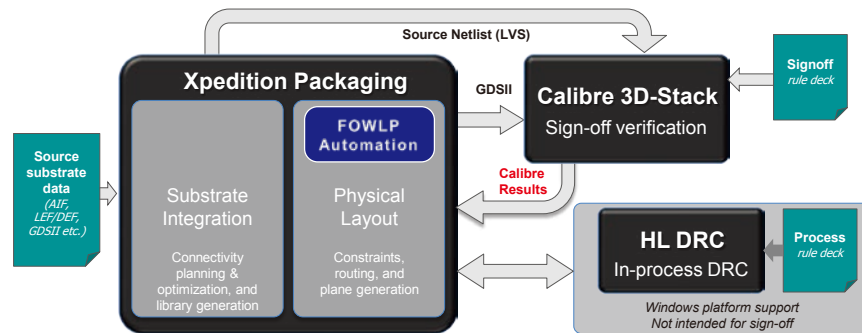 Source Netlist (LVS)
Xpedition Packaging
FOWLP
Automation
Substrate
Integration
Connectivity
planning &
optimization, and
library generation
Physical
Layout
Constraints,
routing, and
plane generation
Source
substrate
data
(AIF,
LEF/DEF,
GDSII etc.)
GDSII
Calibre 3D-Stack
Sign-off verification
Signoff
rule deck
Calibre
Results
HL DRC
In-process DRC
Process
rule deck
Windows platform support
Not intended for sign-off